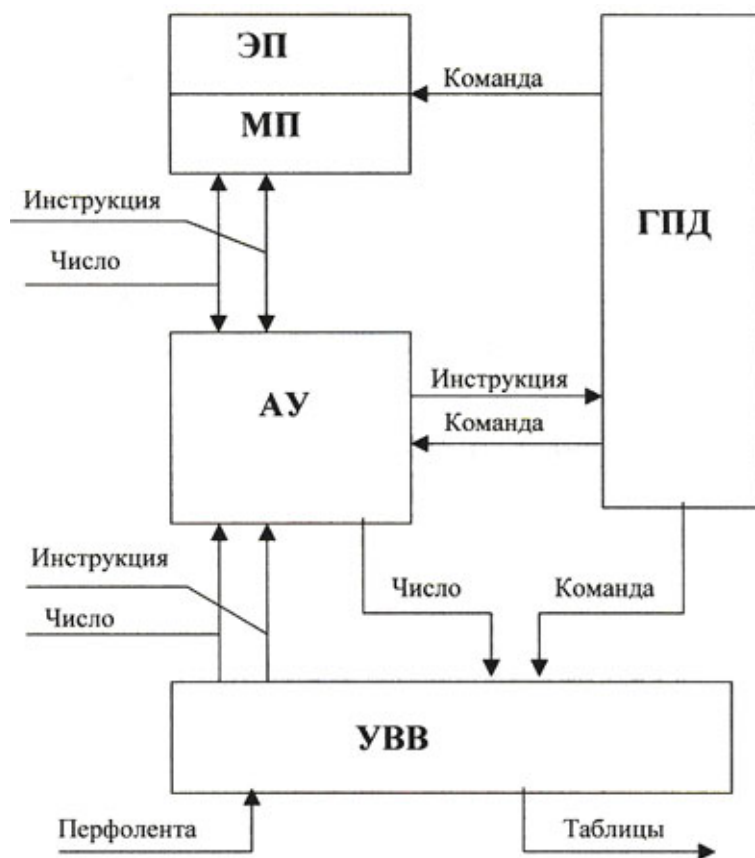 ЭП
Команда
МП
ГПД
Инструкция
Число
АУ
Инструкция
Команда
Инструкция
Число
Число
Команда
УВВ
Перфолента
Таблицы